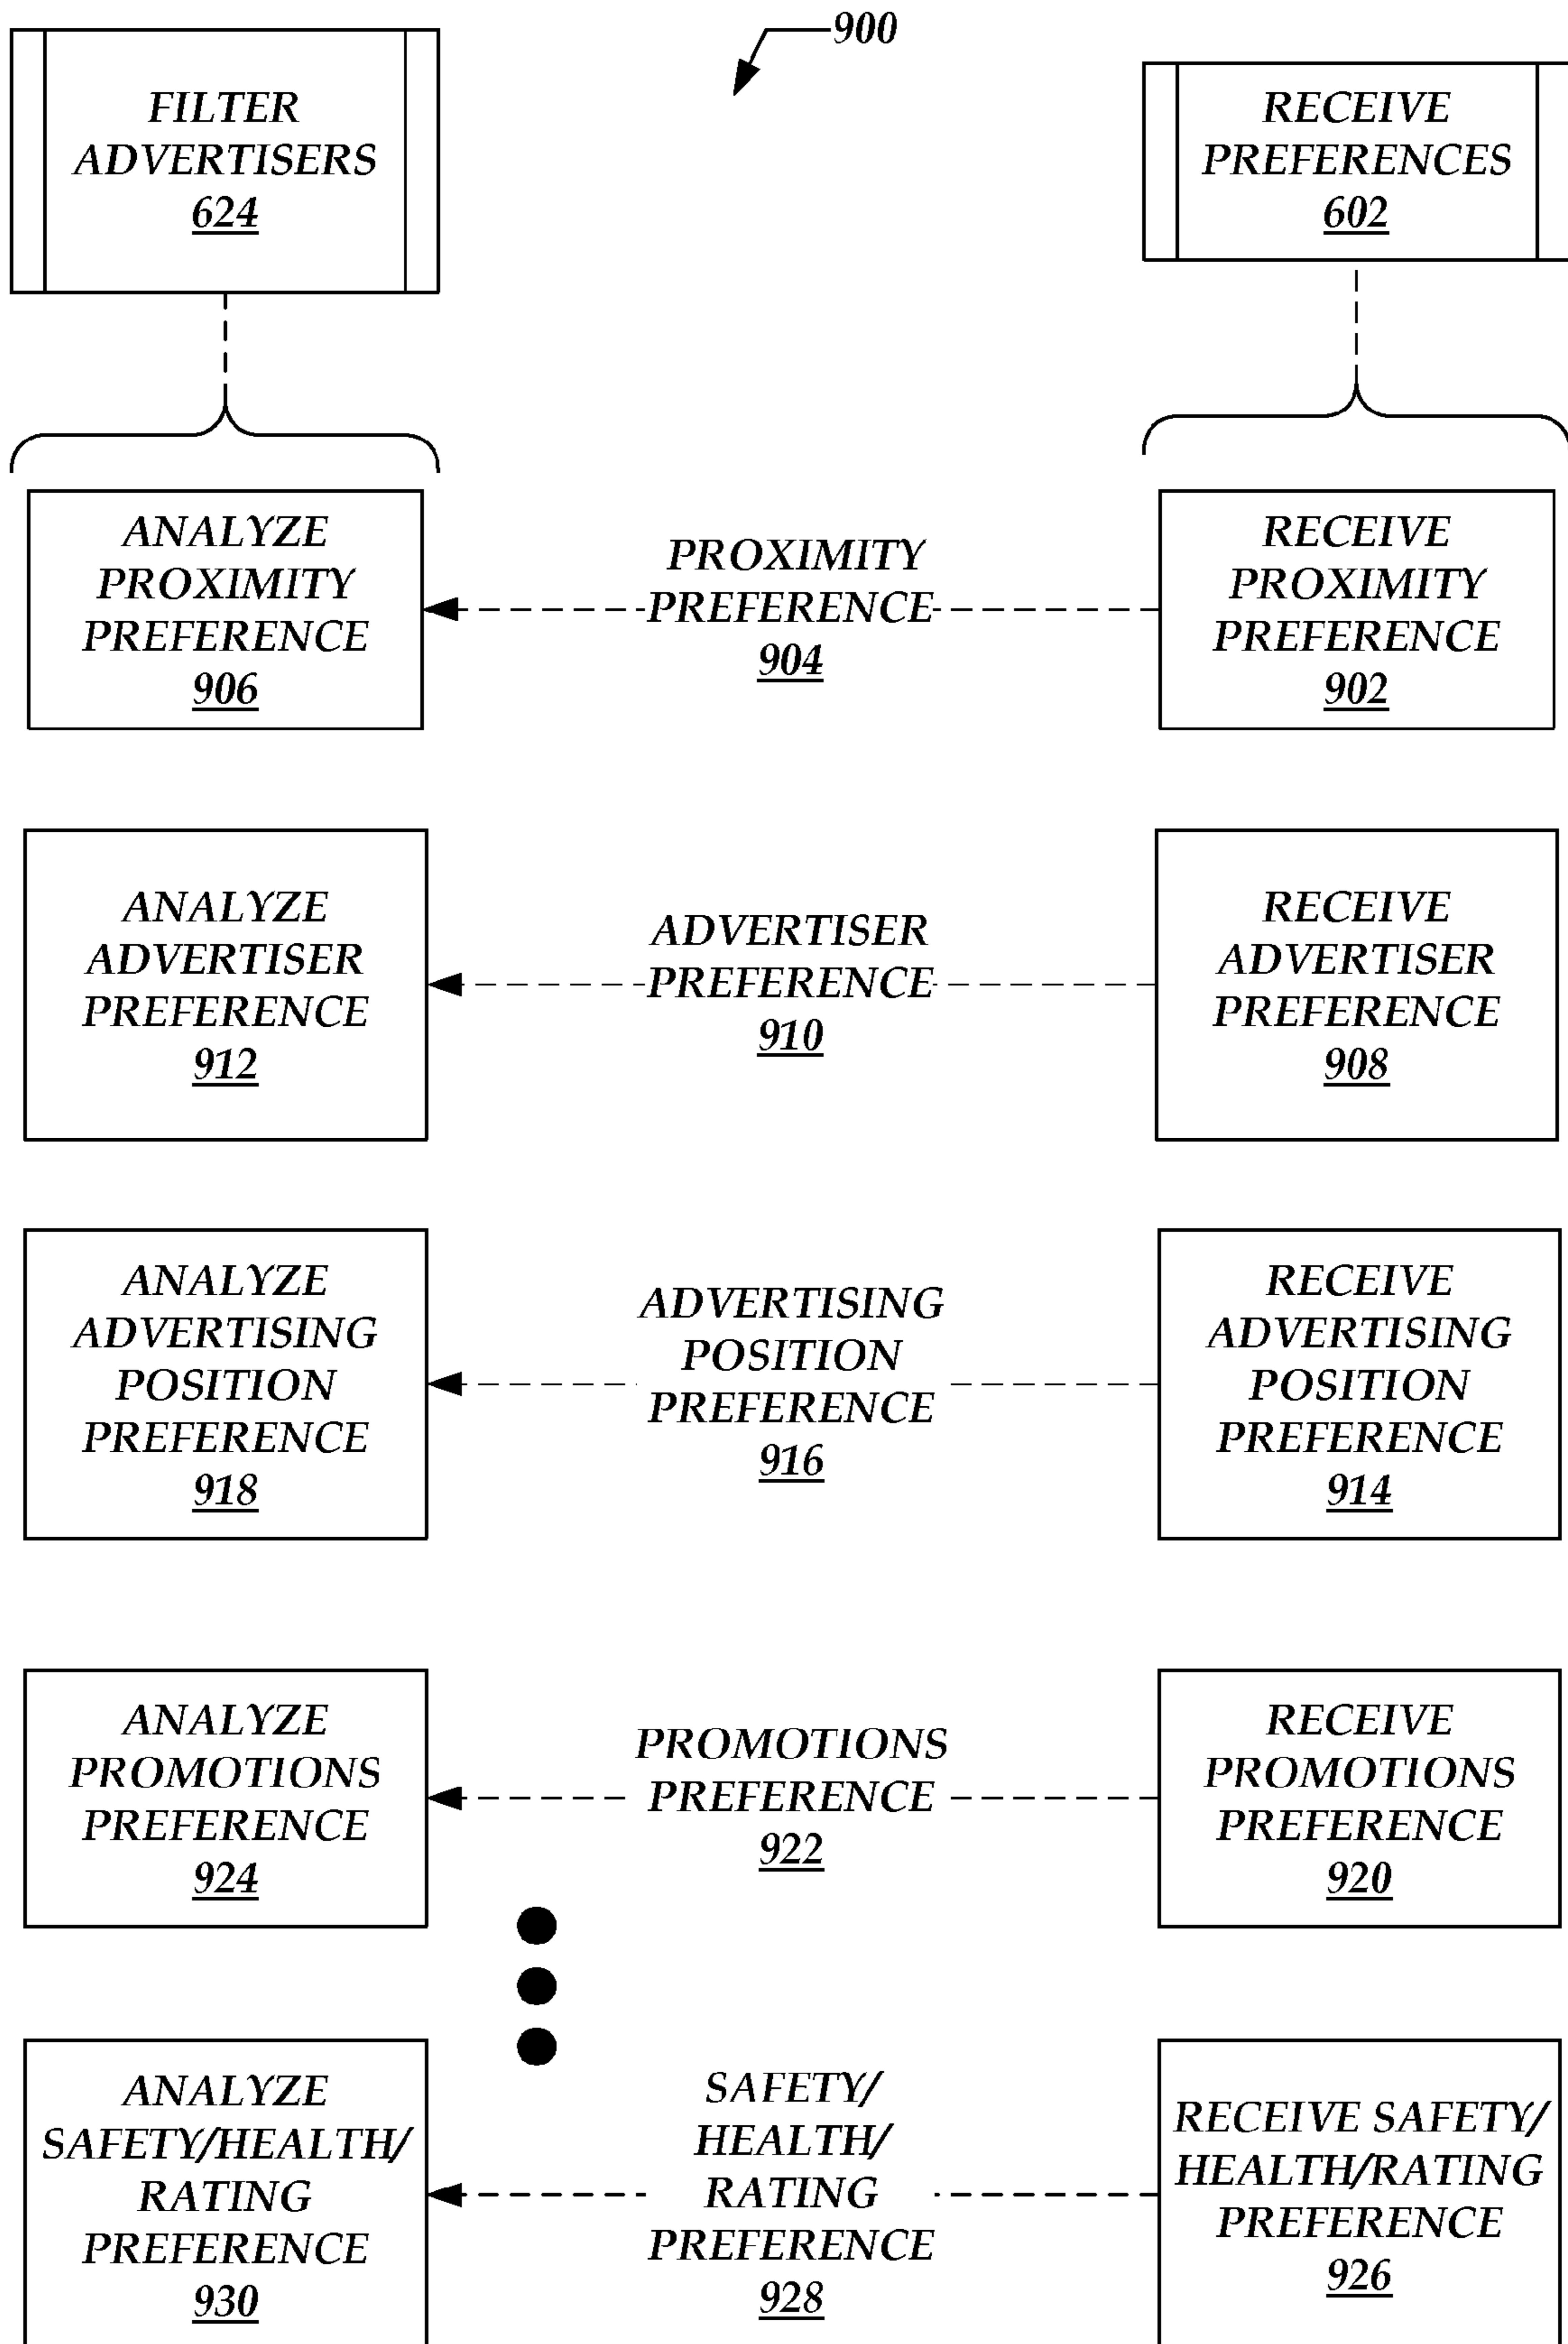 900
FILTER
ADVERTISERS
624
RECEIVE
PREFERENCES
602
ANALYZE
PROXIMITY
PREFERENCE
906
PROXIMITY
PREFERENCE
904
RECEIVE
PROXIMITY
PREFERENCE
902
ANALYZE
ADVERTISER
PREFERENCE
912
ADVERTISER
PREFERENCE
910
RECEIVE
ADVERTISER
PREFERENCE
908
ANALYZE
ADVERTISING
POSITION
PREFERENCE
918
ADVERTISING
POSITION
PREFERENCE
916
RECEIVE
ADVERTISING
POSITION
PREFERENCE
914
ANALYZE
PROMOTIONS
PREFERENCE
924
PROMOTIONS
PREFERENCE
922
RECEIVE
PROMOTIONS
PREFERENCE
920
ANALYZE
SAFETY/HEALTH/
RATING
PREFERENCE
930
SAFETY/
HEALTH/
RATING
PREFERENCE
928
RECEIVE SAFETY/
HEALTH/RATING
PREFERENCE
926